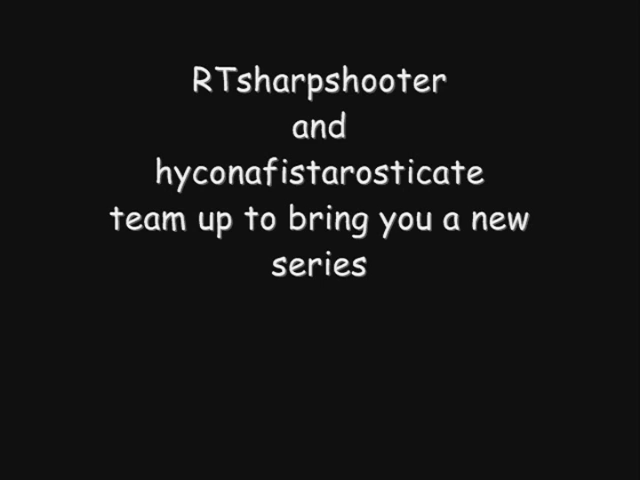 RTsharpshooter
and
hyconafistarosticate
team up to bring you a new
series